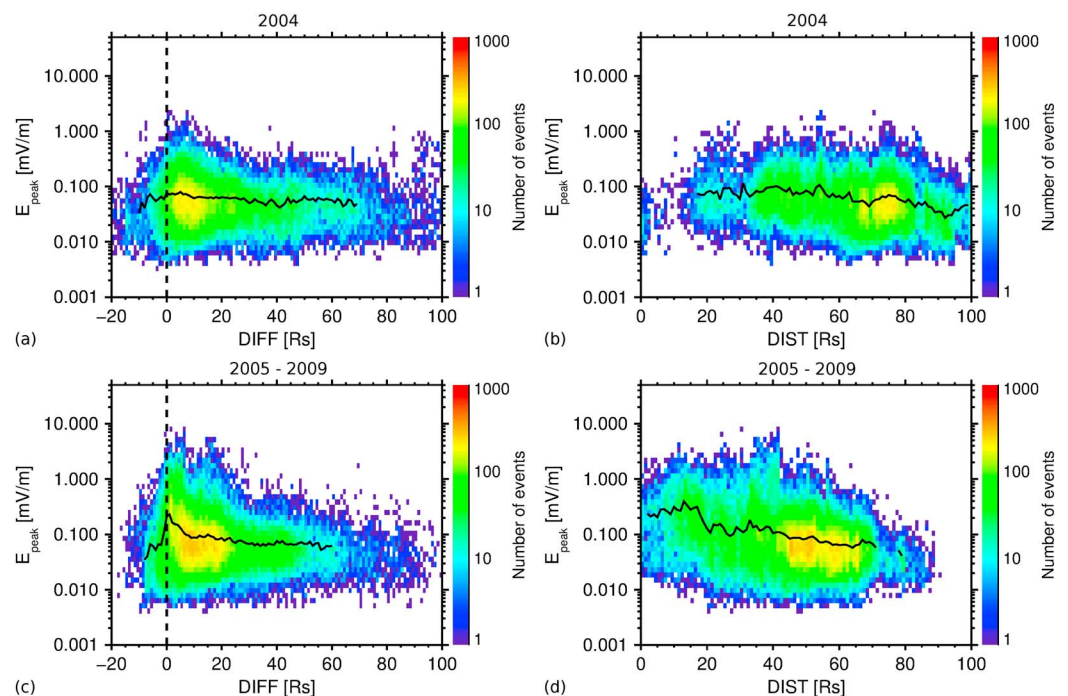 2004
E_peak [mV/m]
10.000
1.000
0.100
0.010
0.001
−20 0 20 40 60 80 100
DIFF [Rs]
1000
100
10
1
Number of events
(a)
2004
E_peak [mV/m]
10.000
1.000
0.100
0.010
0.001
0 20 40 60 80 100
DIST [Rs]
1000
100
10
1
Number of events
(b)
2005 - 2009
E_peak [mV/m]
10.000
1.000
0.100
0.010
0.001
−20 0 20 40 60 80 100
DIFF [Rs]
1000
100
10
1
Number of events
(c)
2005 - 2009
E_peak [mV/m]
10.000
1.000
0.100
0.010
0.001
0 20 40 60 80 100
DIST [Rs]
1000
100
10
1
Number of events
(d)